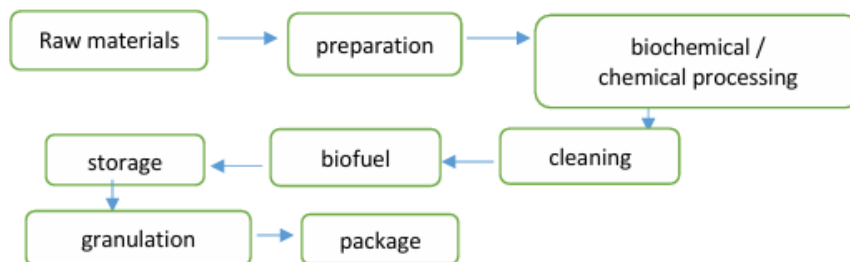 Raw materials
preparation
biochemical /
chemical processing
cleaning
biofuel
storage
granulation
package